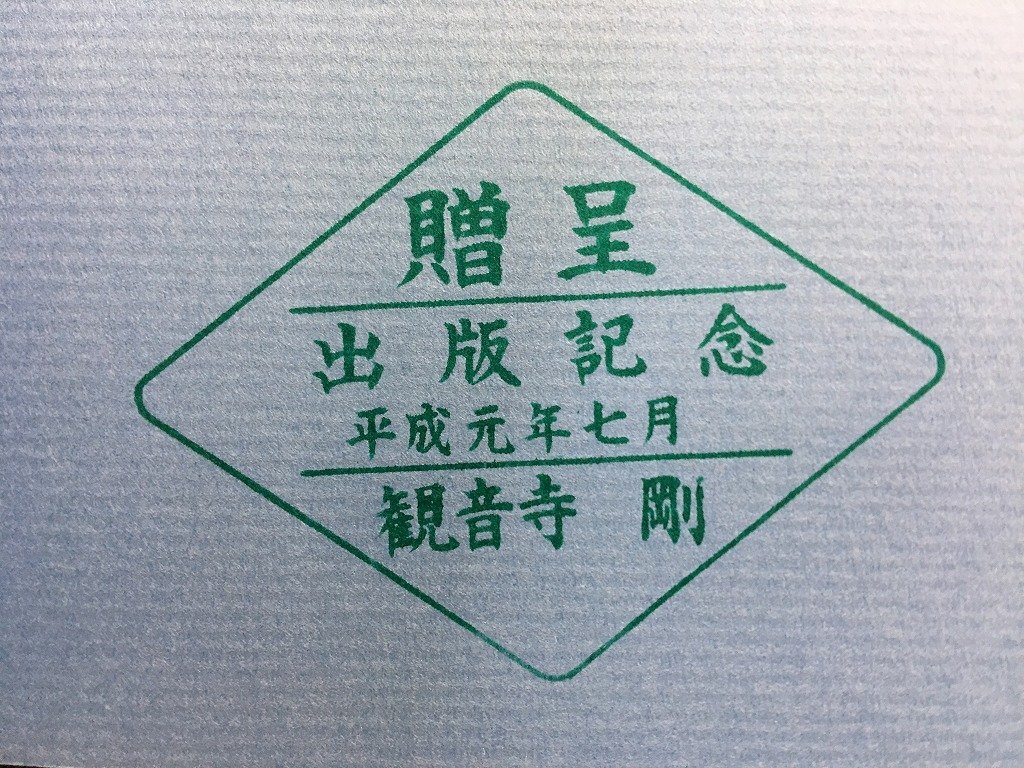 贈呈
出版記念
平成元年七月
観音寺 剛